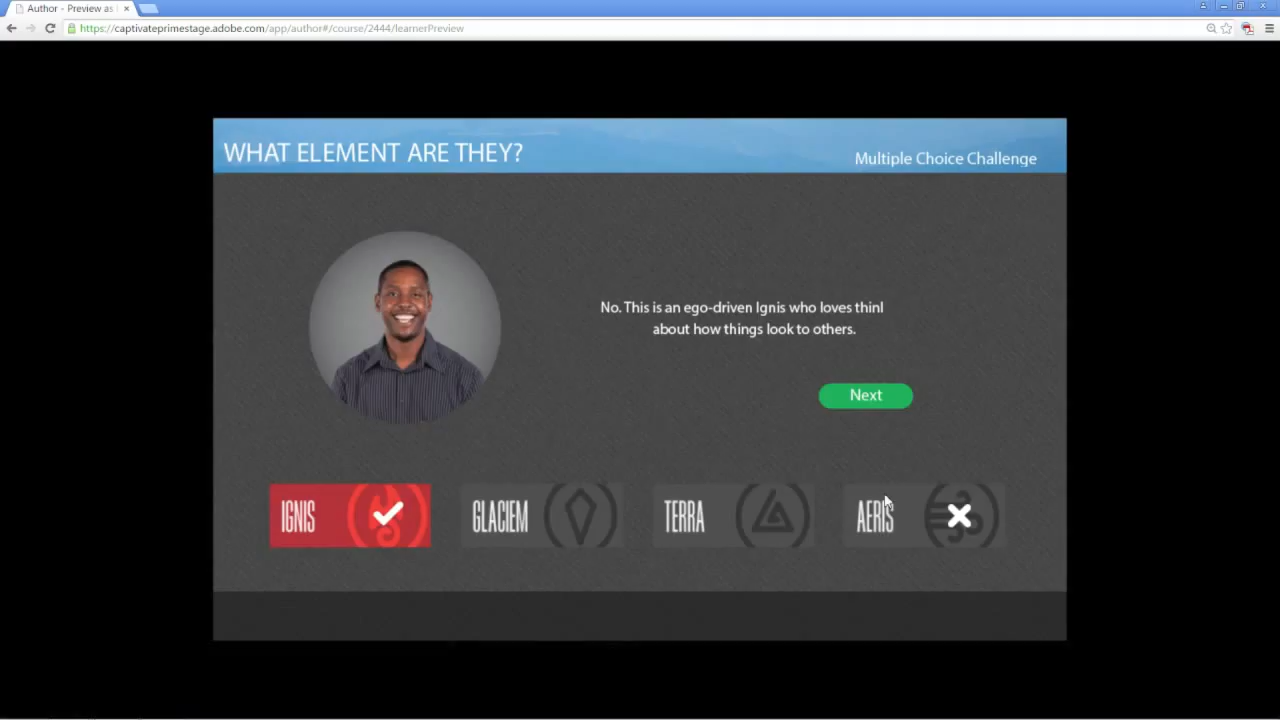 Author - Preview as
https://captivateprimestage.adobe.com/app/author#/course/2444/learnerPreview
WHAT ELEMENT ARE THEY?
Multiple Choice Challenge
No. This is an ego-driven Ignis who loves thinl
about how things look to others.
Next
IGNIS
GLACIEM
TERRA
AERIS